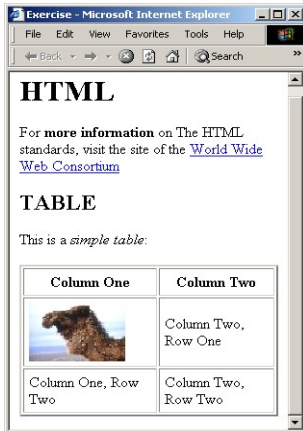 Exercise - Microsoft Internet Explorer
File Edit View Favorites Tools Help
Back Search »
HTML
For more information on The HTML
standards, visit the site of the World Wide
Web Consortium
TABLE
This is a simple table:
Column One Column Two
Column Two,
Row One
Column One, Row
Two
Column Two,
Row Two